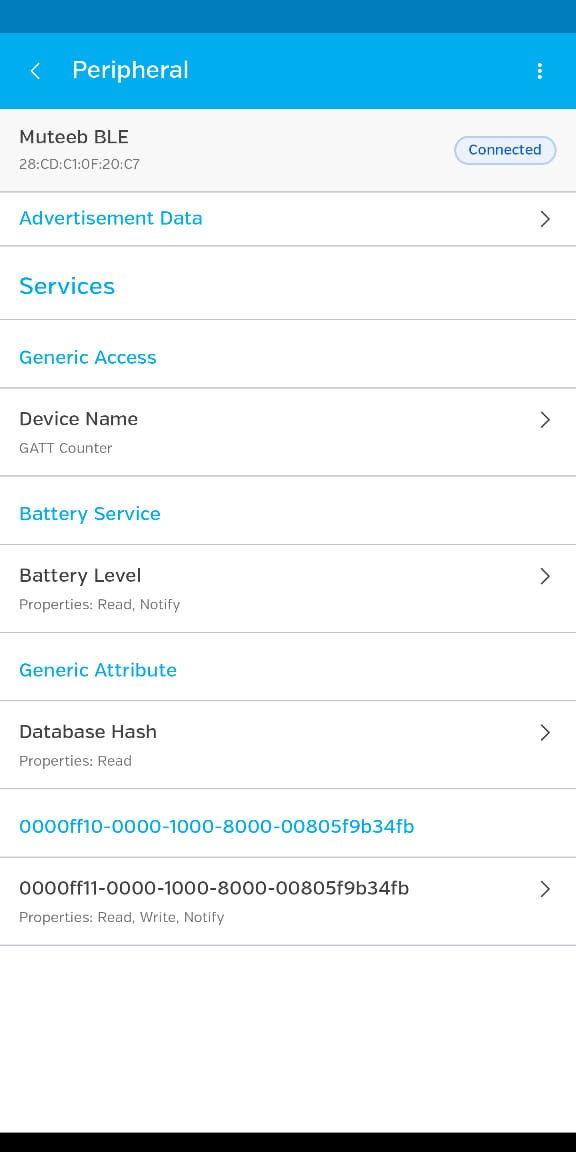 Peripheral
Muteeb BLE
Connected
28:CD:C1:0F:20:C7
Advertisement Data
Services
Generic Access
Device Name
GATT Counter
Battery Service
Battery Level
Properties: Read, Notify
Generic Attribute
Database Hash
Properties: Read
0000ff10-0000-1000-8000-00805f9b34fb
0000ff11-0000-1000-8000-00805f9b34fb
Properties: Read, Write, Notify